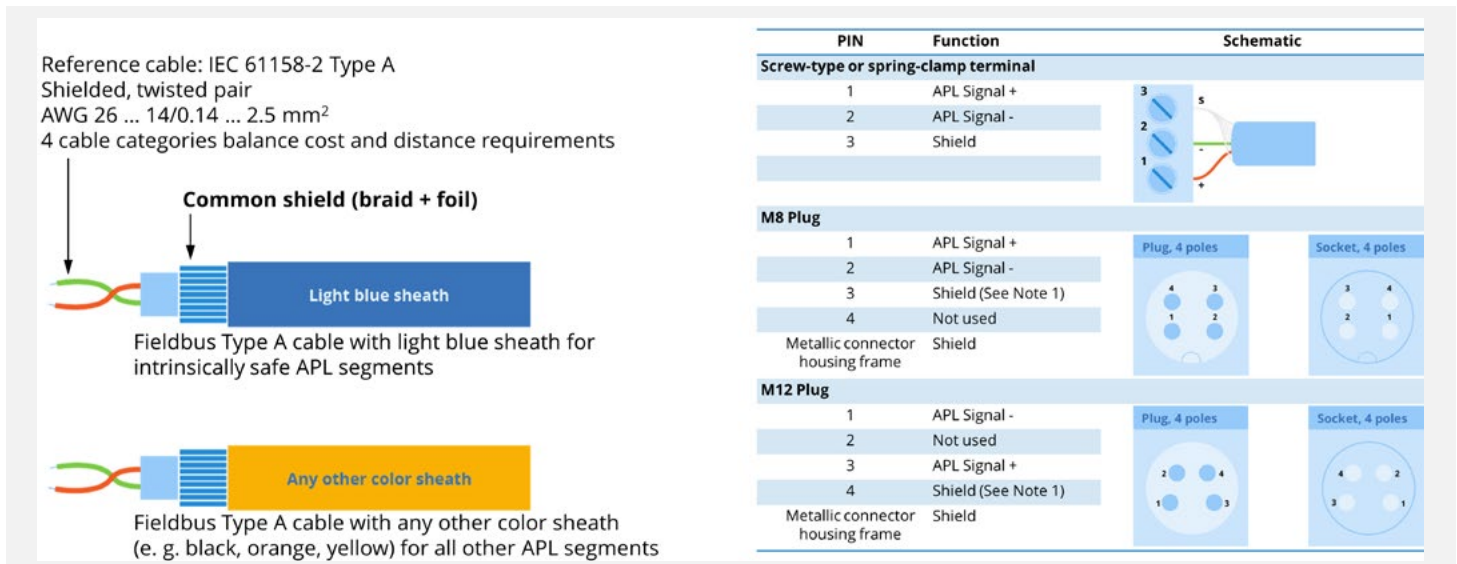 Reference cable: IEC 61158-2 Type A
Shielded, twisted pair
AWG 26 ... 14/0.14 ... 2.5 mm²
4 cable categories balance cost and distance requirements
Common shield (braid + foil)
Light blue sheath
Fieldbus Type A cable with light blue sheath for
intrinsically safe APL segments
Any other color sheath
Fieldbus Type A cable with any other color sheath
(e. g. black, orange, yellow) for all other APL segments
PIN Function Schematic
Screw-type or spring-clamp terminal
1 APL Signal +
2 APL Signal -
3 Shield
3 s
2 -
1 +
M8 Plug
1 APL Signal +
2 APL Signal -
3 Shield (See Note 1)
4 Not used
Metallic connector Shield
housing frame
Plug, 4 poles
4 3
1 2
Socket, 4 poles
3 4
2 1
M12 Plug
1 APL Signal -
2 Not used
3 APL Signal +
4 Shield (See Note 1)
Metallic connector Shield
housing frame
Plug, 4 poles
2 4
1 3
Socket, 4 poles
4 2
3 1